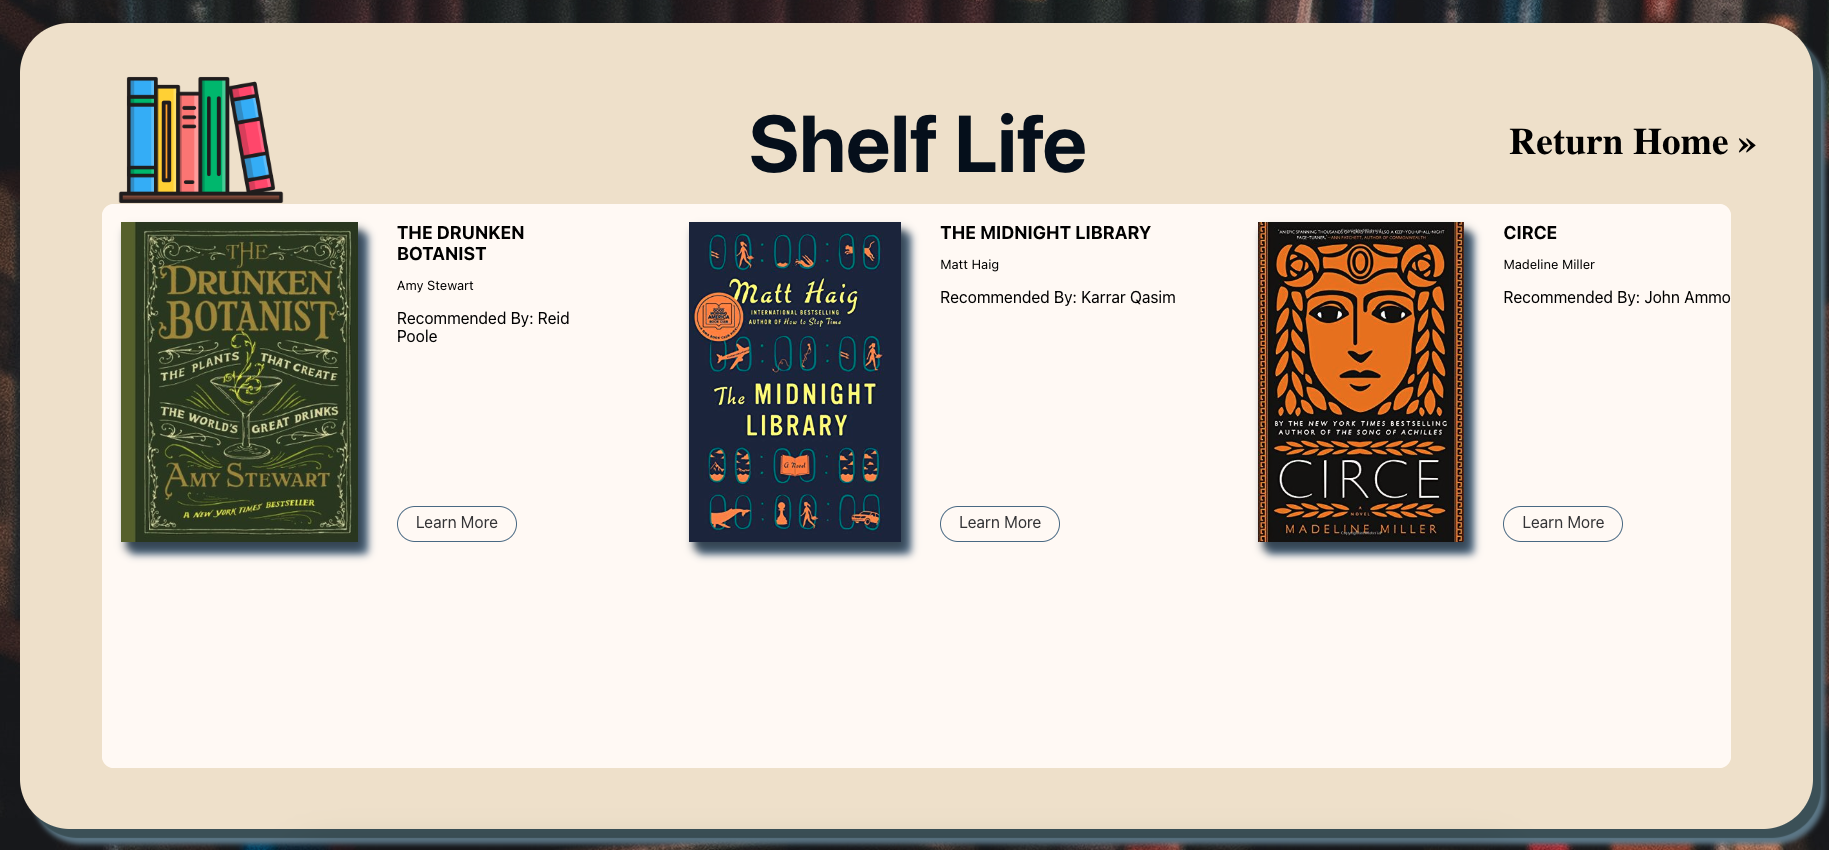 Shelf Life
Return Home »
THE
DRUNKEN
BOTANIST
THE PLANTS THAT CREATE
THE WORLD'S GREAT DRINKS
AMY STEWART
A NEW YORK TIMES BESTSELLER
THE DRUNKEN
BOTANIST
Amy Stewart
Recommended By: Reid
Poole
Learn More
Matt Haig
INTERNATIONAL BESTSELLING
AUTHOR OF How to Stop Time
The MIDNIGHT
LIBRARY
A Novel
THE MIDNIGHT LIBRARY
Matt Haig
Recommended By: Karrar Qasim
Learn More
BY THE NEW YORK TIMES BESTSELLING
AUTHOR OF THE SONG OF ACHILLES
CIRCE
A
NOVEL
MADELINE MILLER
CIRCE
Madeline Miller
Recommended By: John Ammo
Learn More